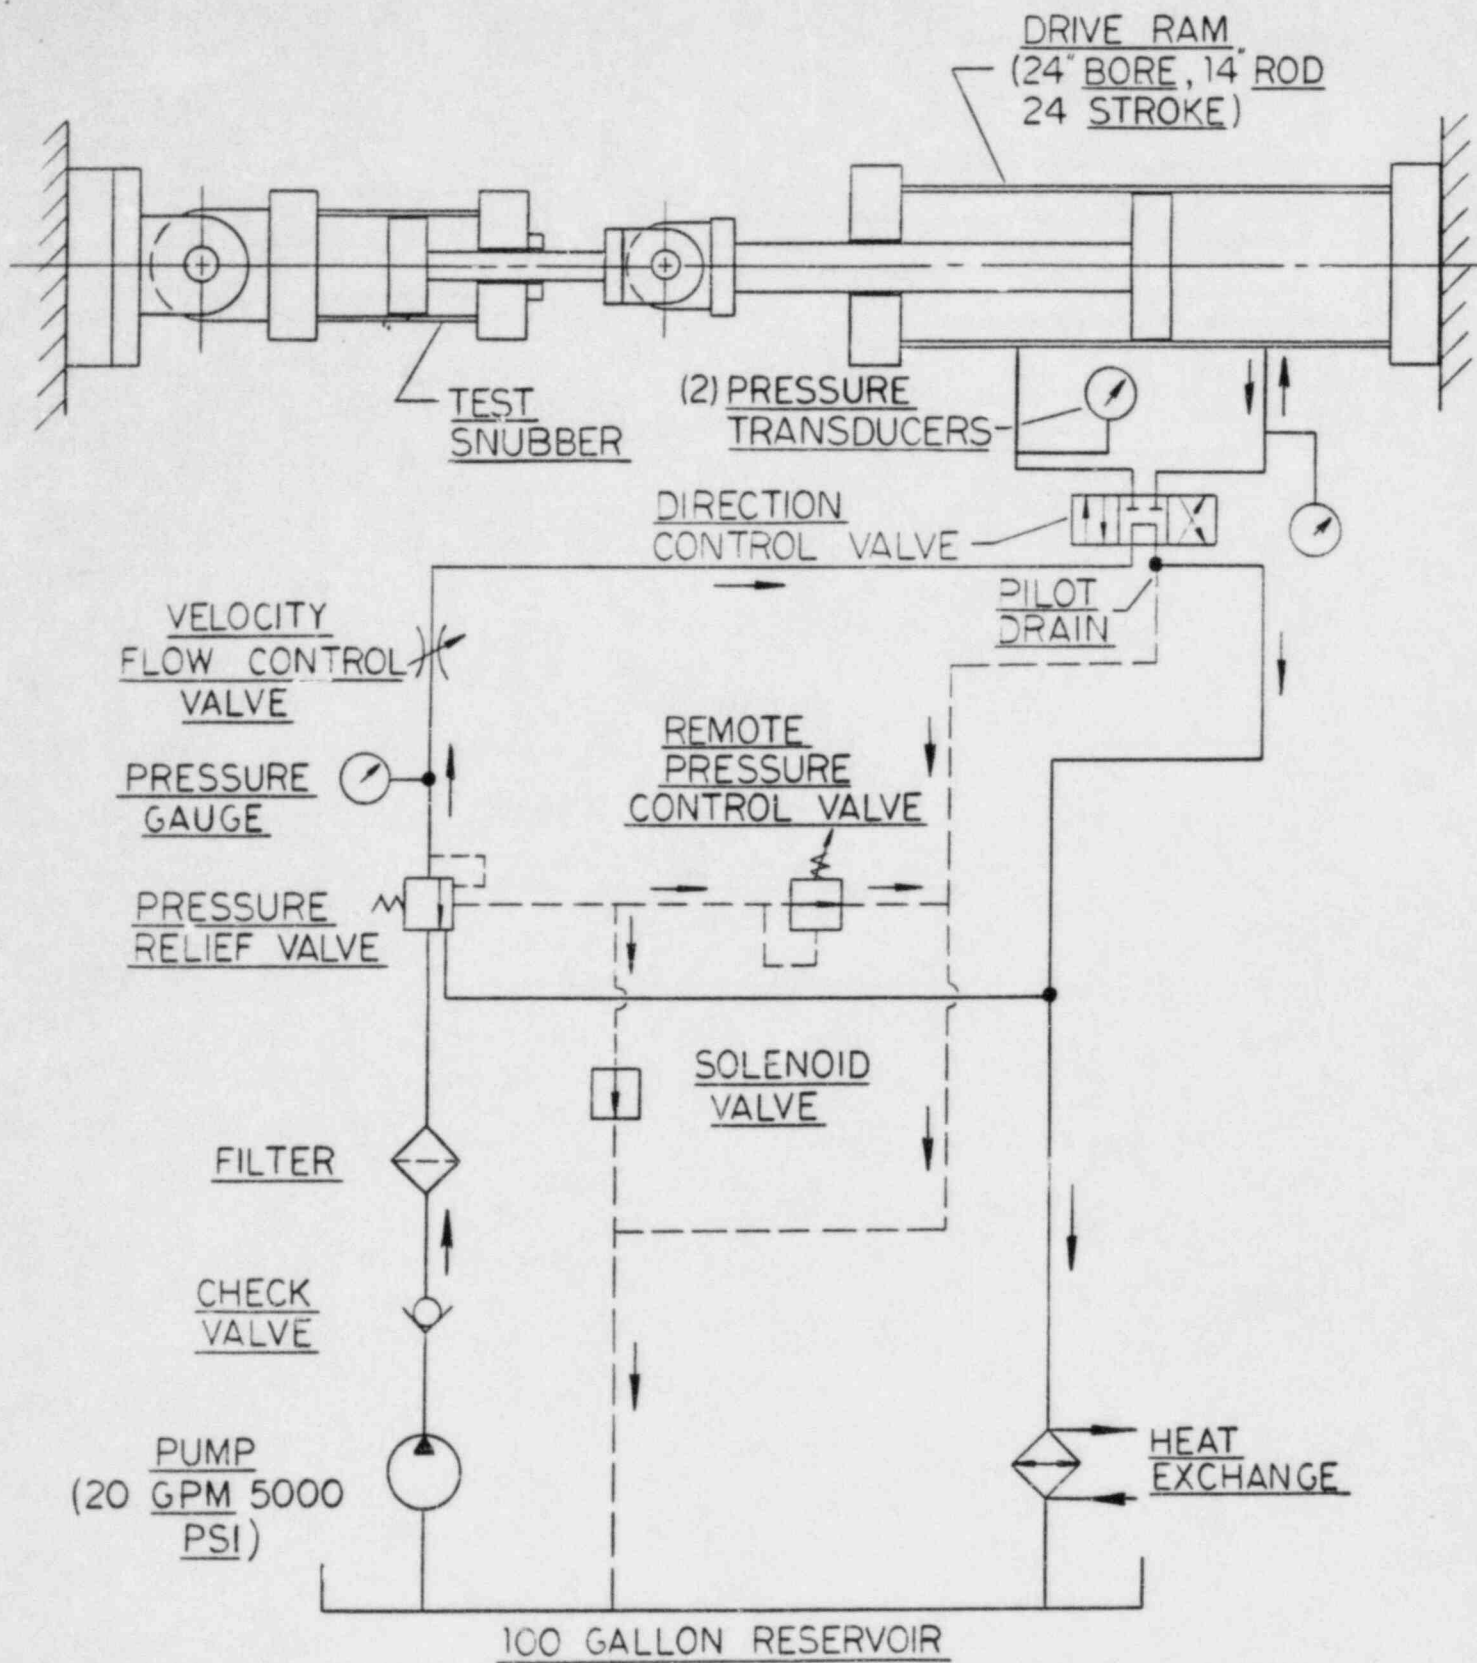 DRIVE RAM
(24" BORE, 14" ROD
24 STROKE)
TEST
SNUBBER
(2) PRESSURE
TRANSDUCERS
DIRECTION
CONTROL VALVE
PILOT
DRAIN
VELOCITY
FLOW CONTROL
VALVE
REMOTE
PRESSURE
CONTROL VALVE
PRESSURE
GAUGE
PRESSURE
RELIEF VALVE
SOLENOID
VALVE
FILTER
CHECK
VALVE
PUMP
(20 GPM 5000
PSI)
HEAT
EXCHANGE
100 GALLON RESERVOIR